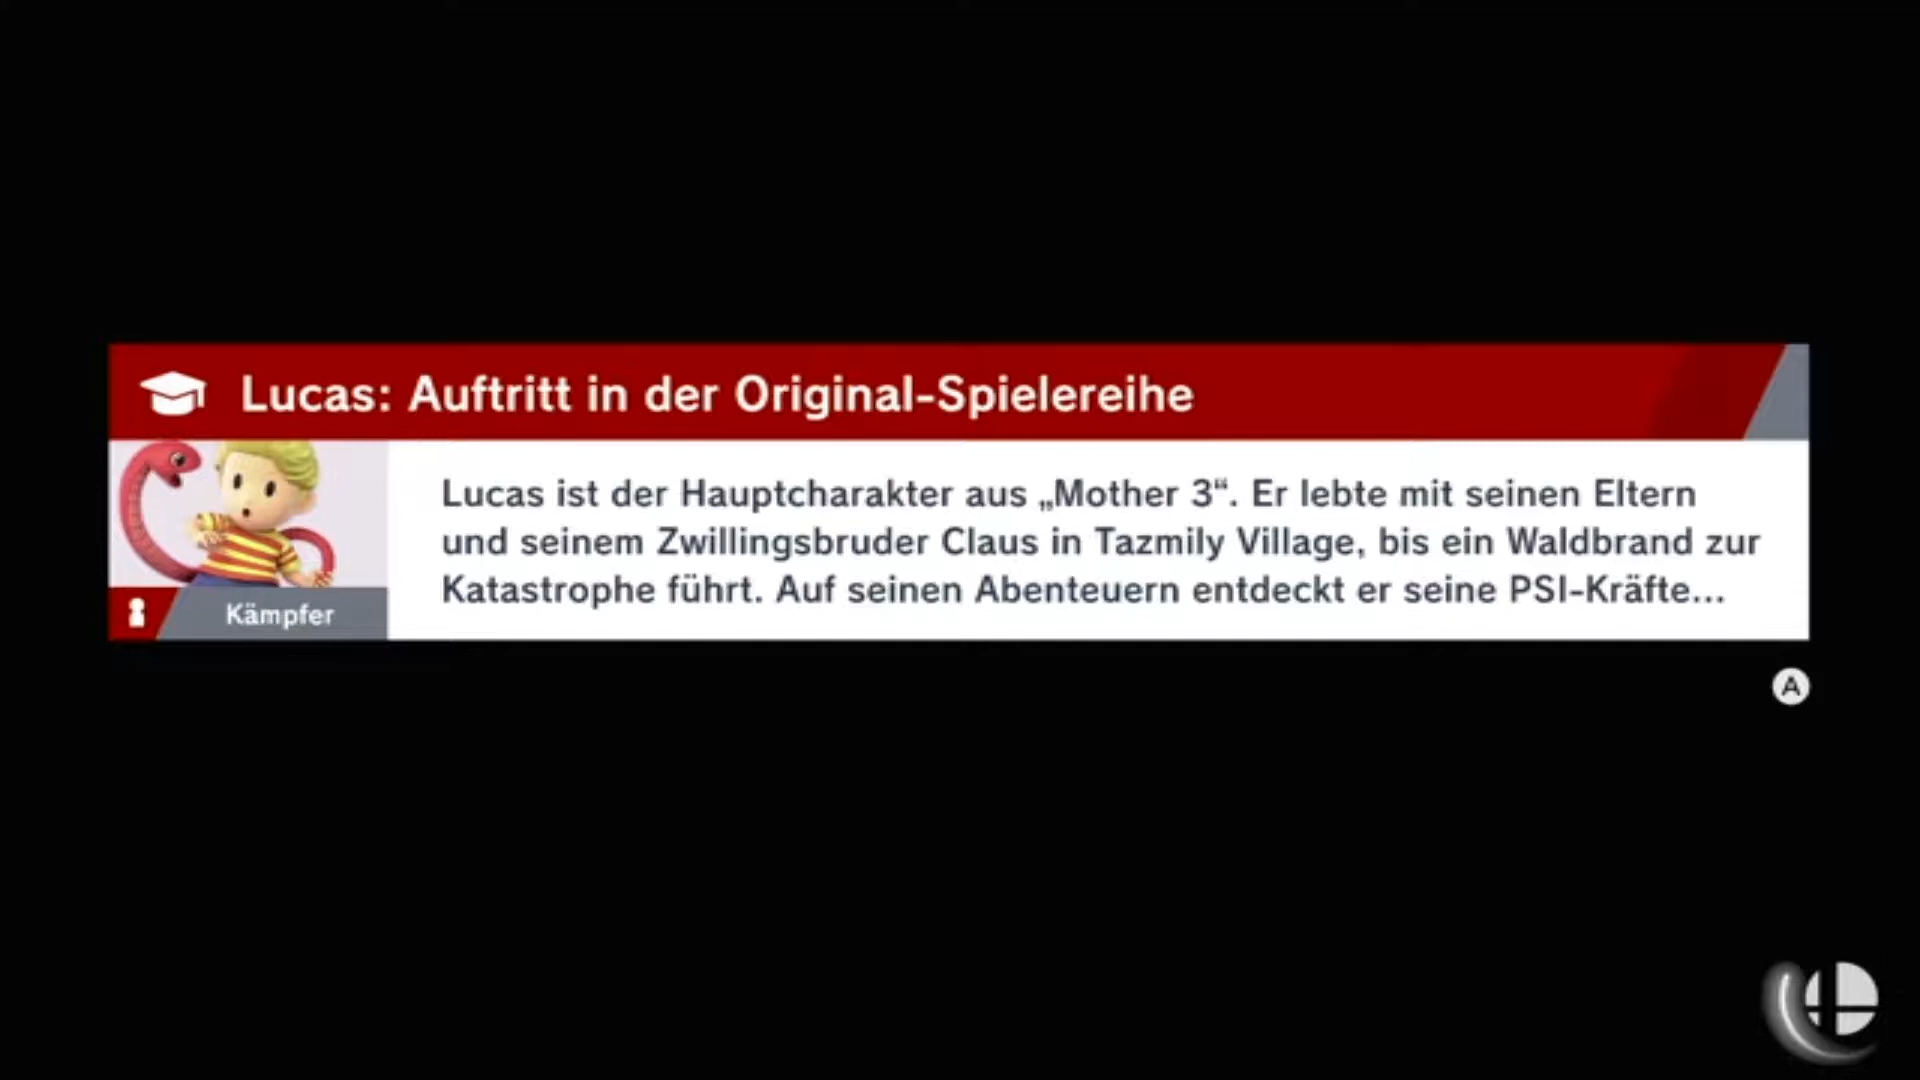 Lucas: Auftritt in der Original-Spielereihe
Lucas ist der Hauptcharakter aus „Mother 3“. Er lebte mit seinen Eltern
und seinem Zwillingsbruder Claus in Tazmily Village, bis ein Waldbrand zur
Katastrophe führt. Auf seinen Abenteuern entdeckt er seine PSI-Kräfte...
Kämpfer
A